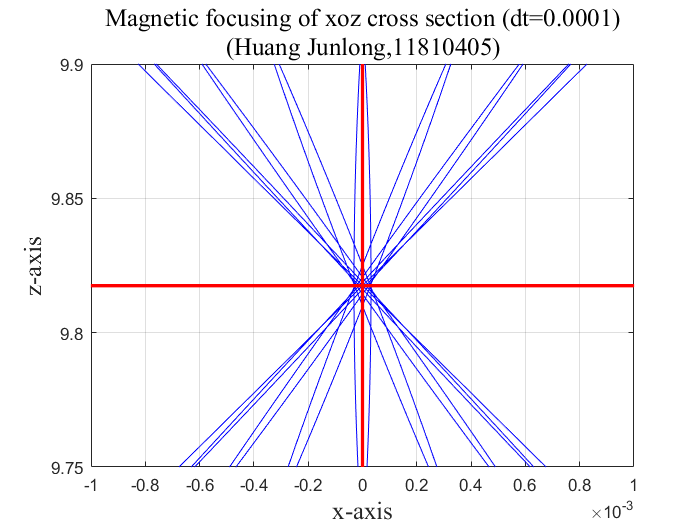 Magnetic focusing of xoz cross section (dt=0.0001)
(Huang Junlong,11810405)
9.9
9.85
9.8
9.75
z-axis
-1 -0.8 -0.6 -0.4 -0.2 0 0.2 0.4 0.6 0.8 1
x-axis
×10⁻³